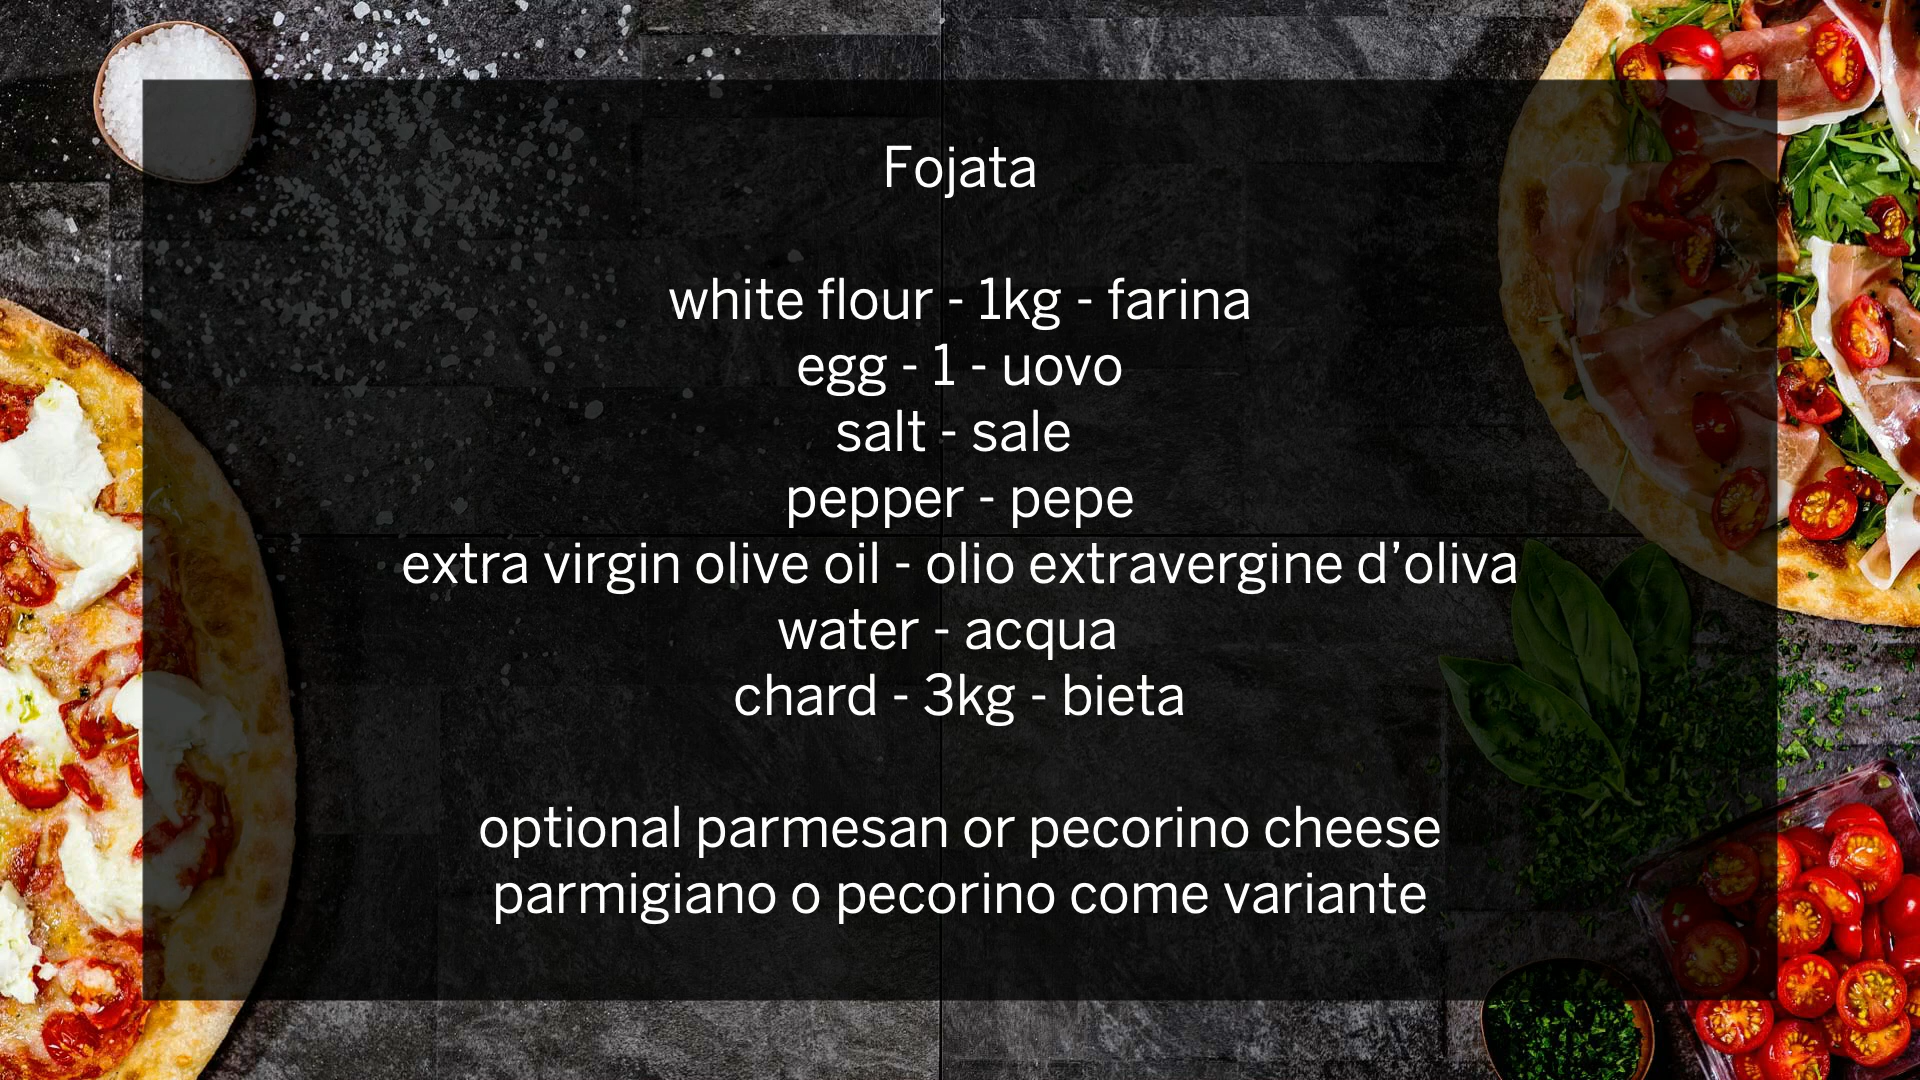 Fojata
white flour - 1kg - farina
egg - 1 - uovo
salt - sale
pepper - pepe
extra virgin olive oil - olio extravergine d’oliva
water - acqua
chard - 3kg - bieta
optional parmesan or pecorino cheese
parmigiano o pecorino come variante